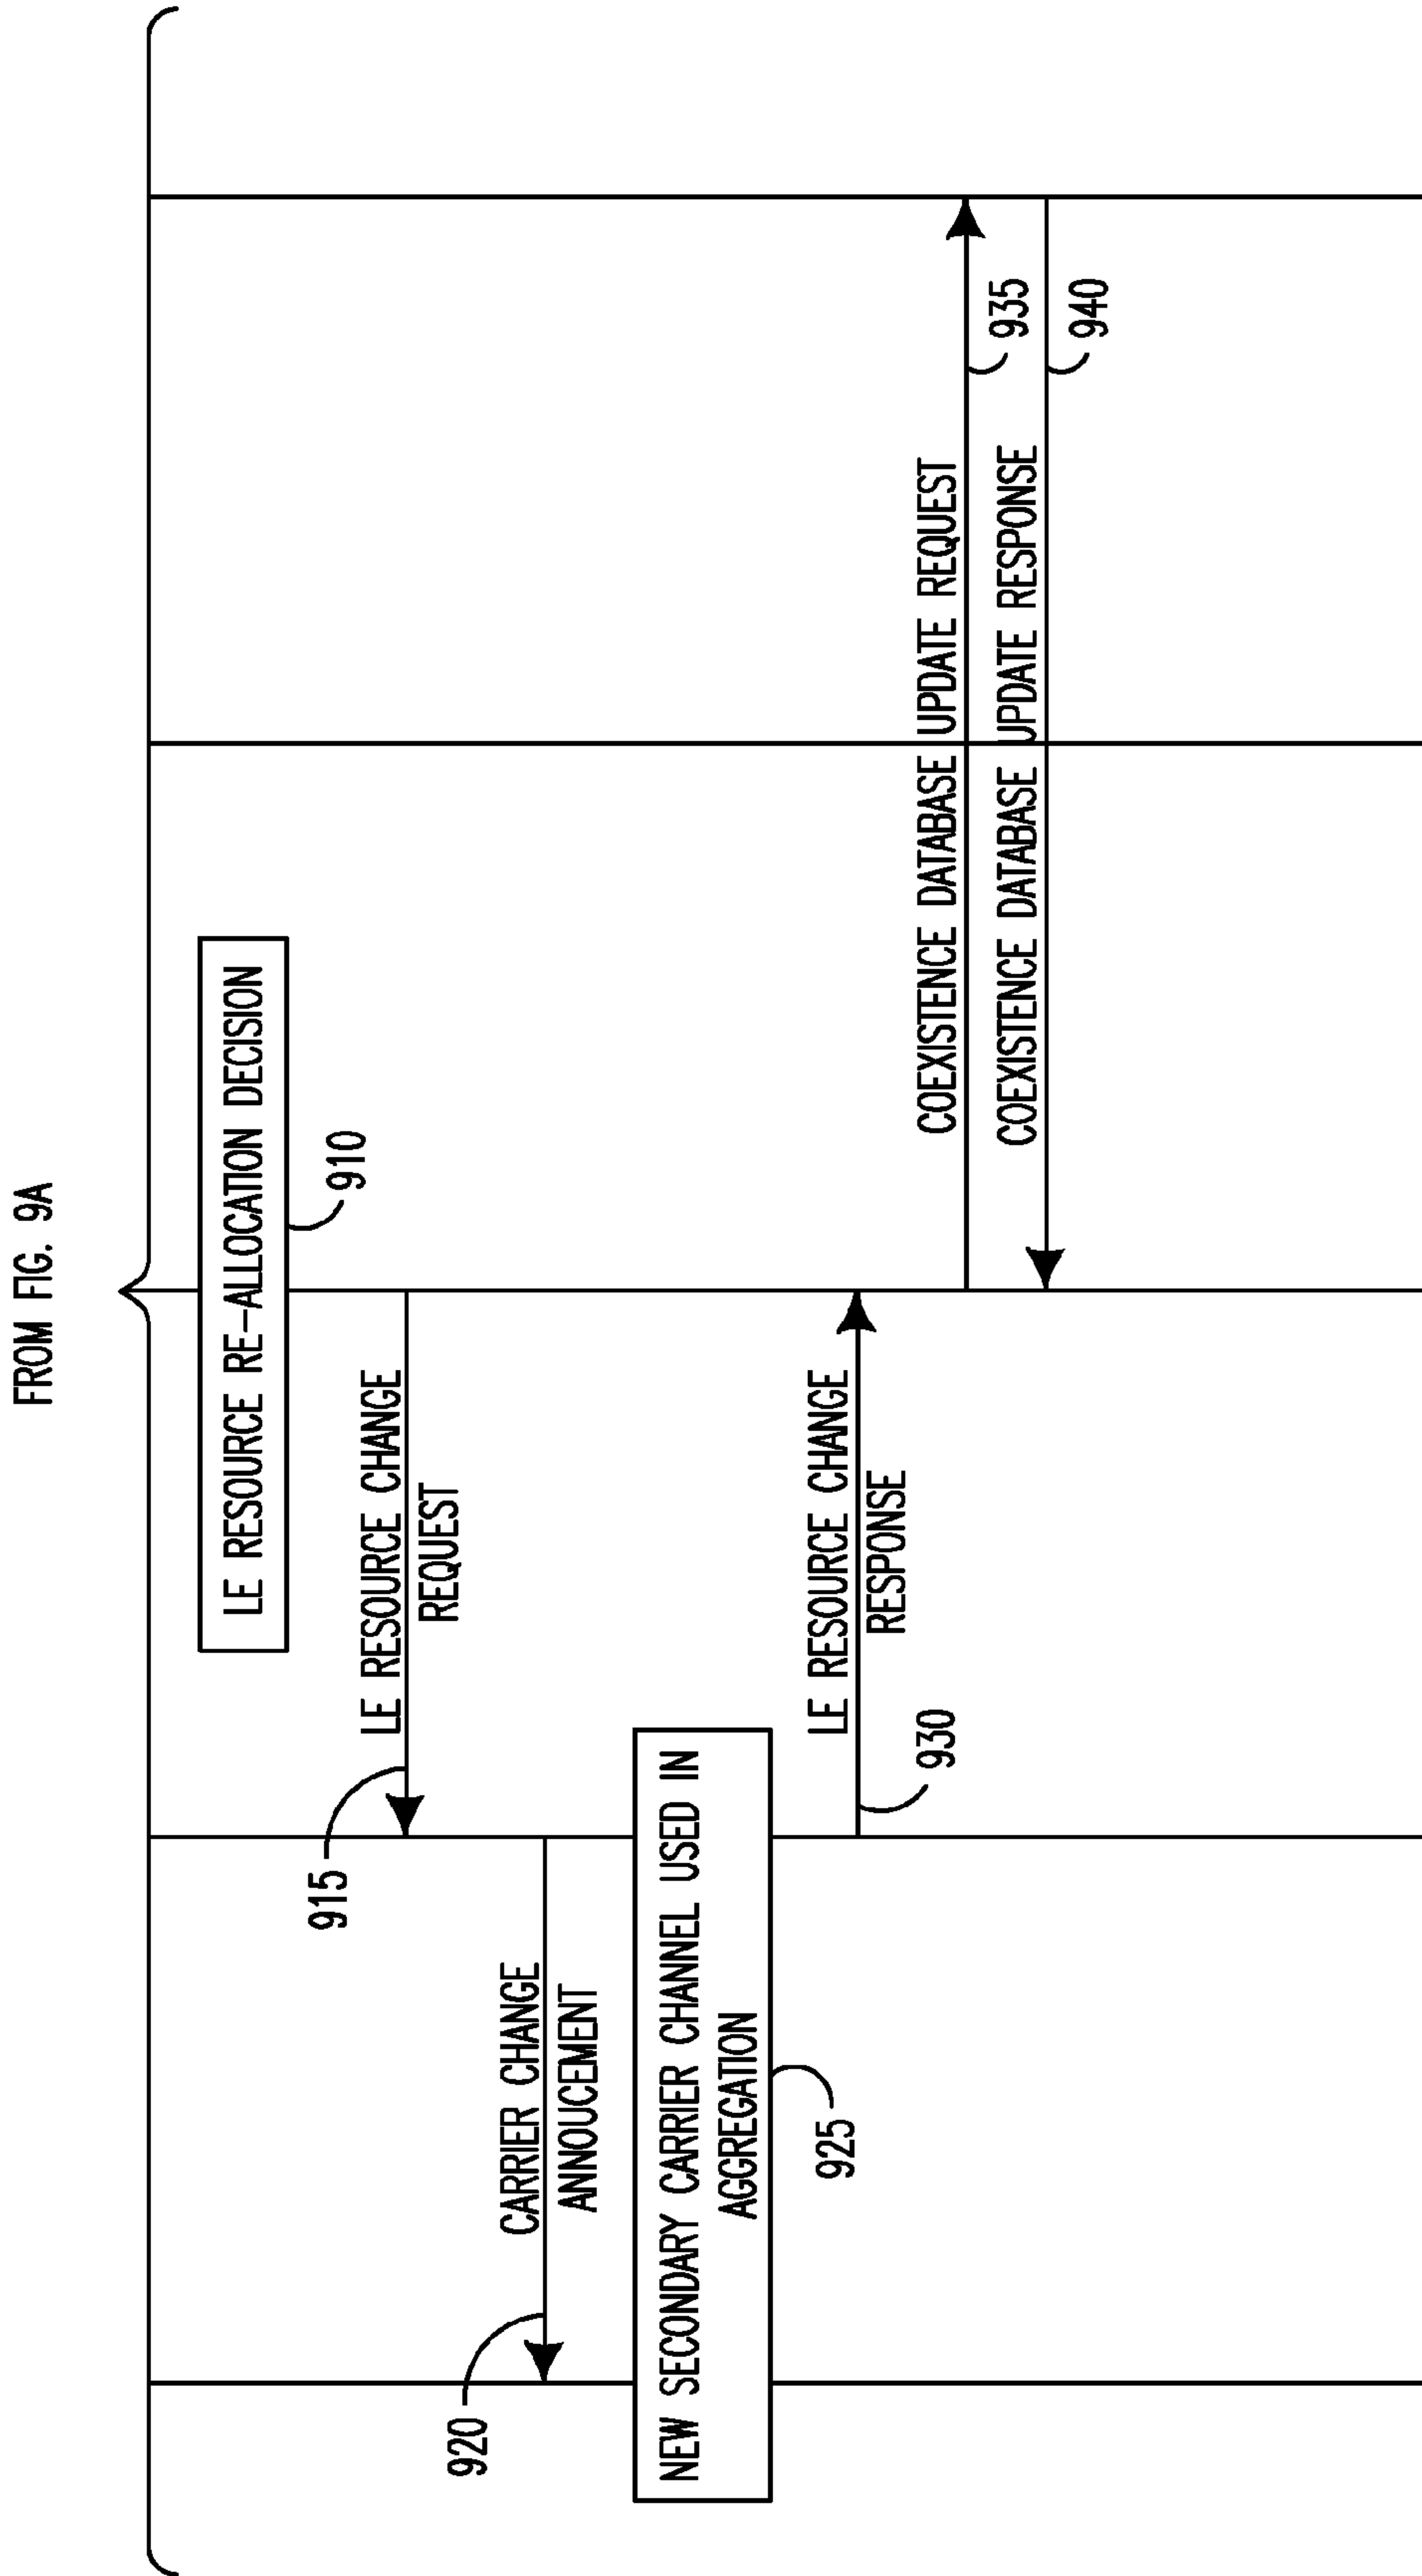 FROM FIG. 9A
LE RESOURCE RE-ALLOCATION DECISION
910
LE RESOURCE CHANGE
REQUEST
915
CARRIER CHANGE
ANNOUCEMENT
920
NEW SECONDARY CARRIER CHANNEL USED IN
AGGREGATION
925
LE RESOURCE CHANGE
RESPONSE
930
COEXISTENCE DATABASE UPDATE REQUEST
935
COEXISTENCE DATABASE UPDATE RESPONSE
940